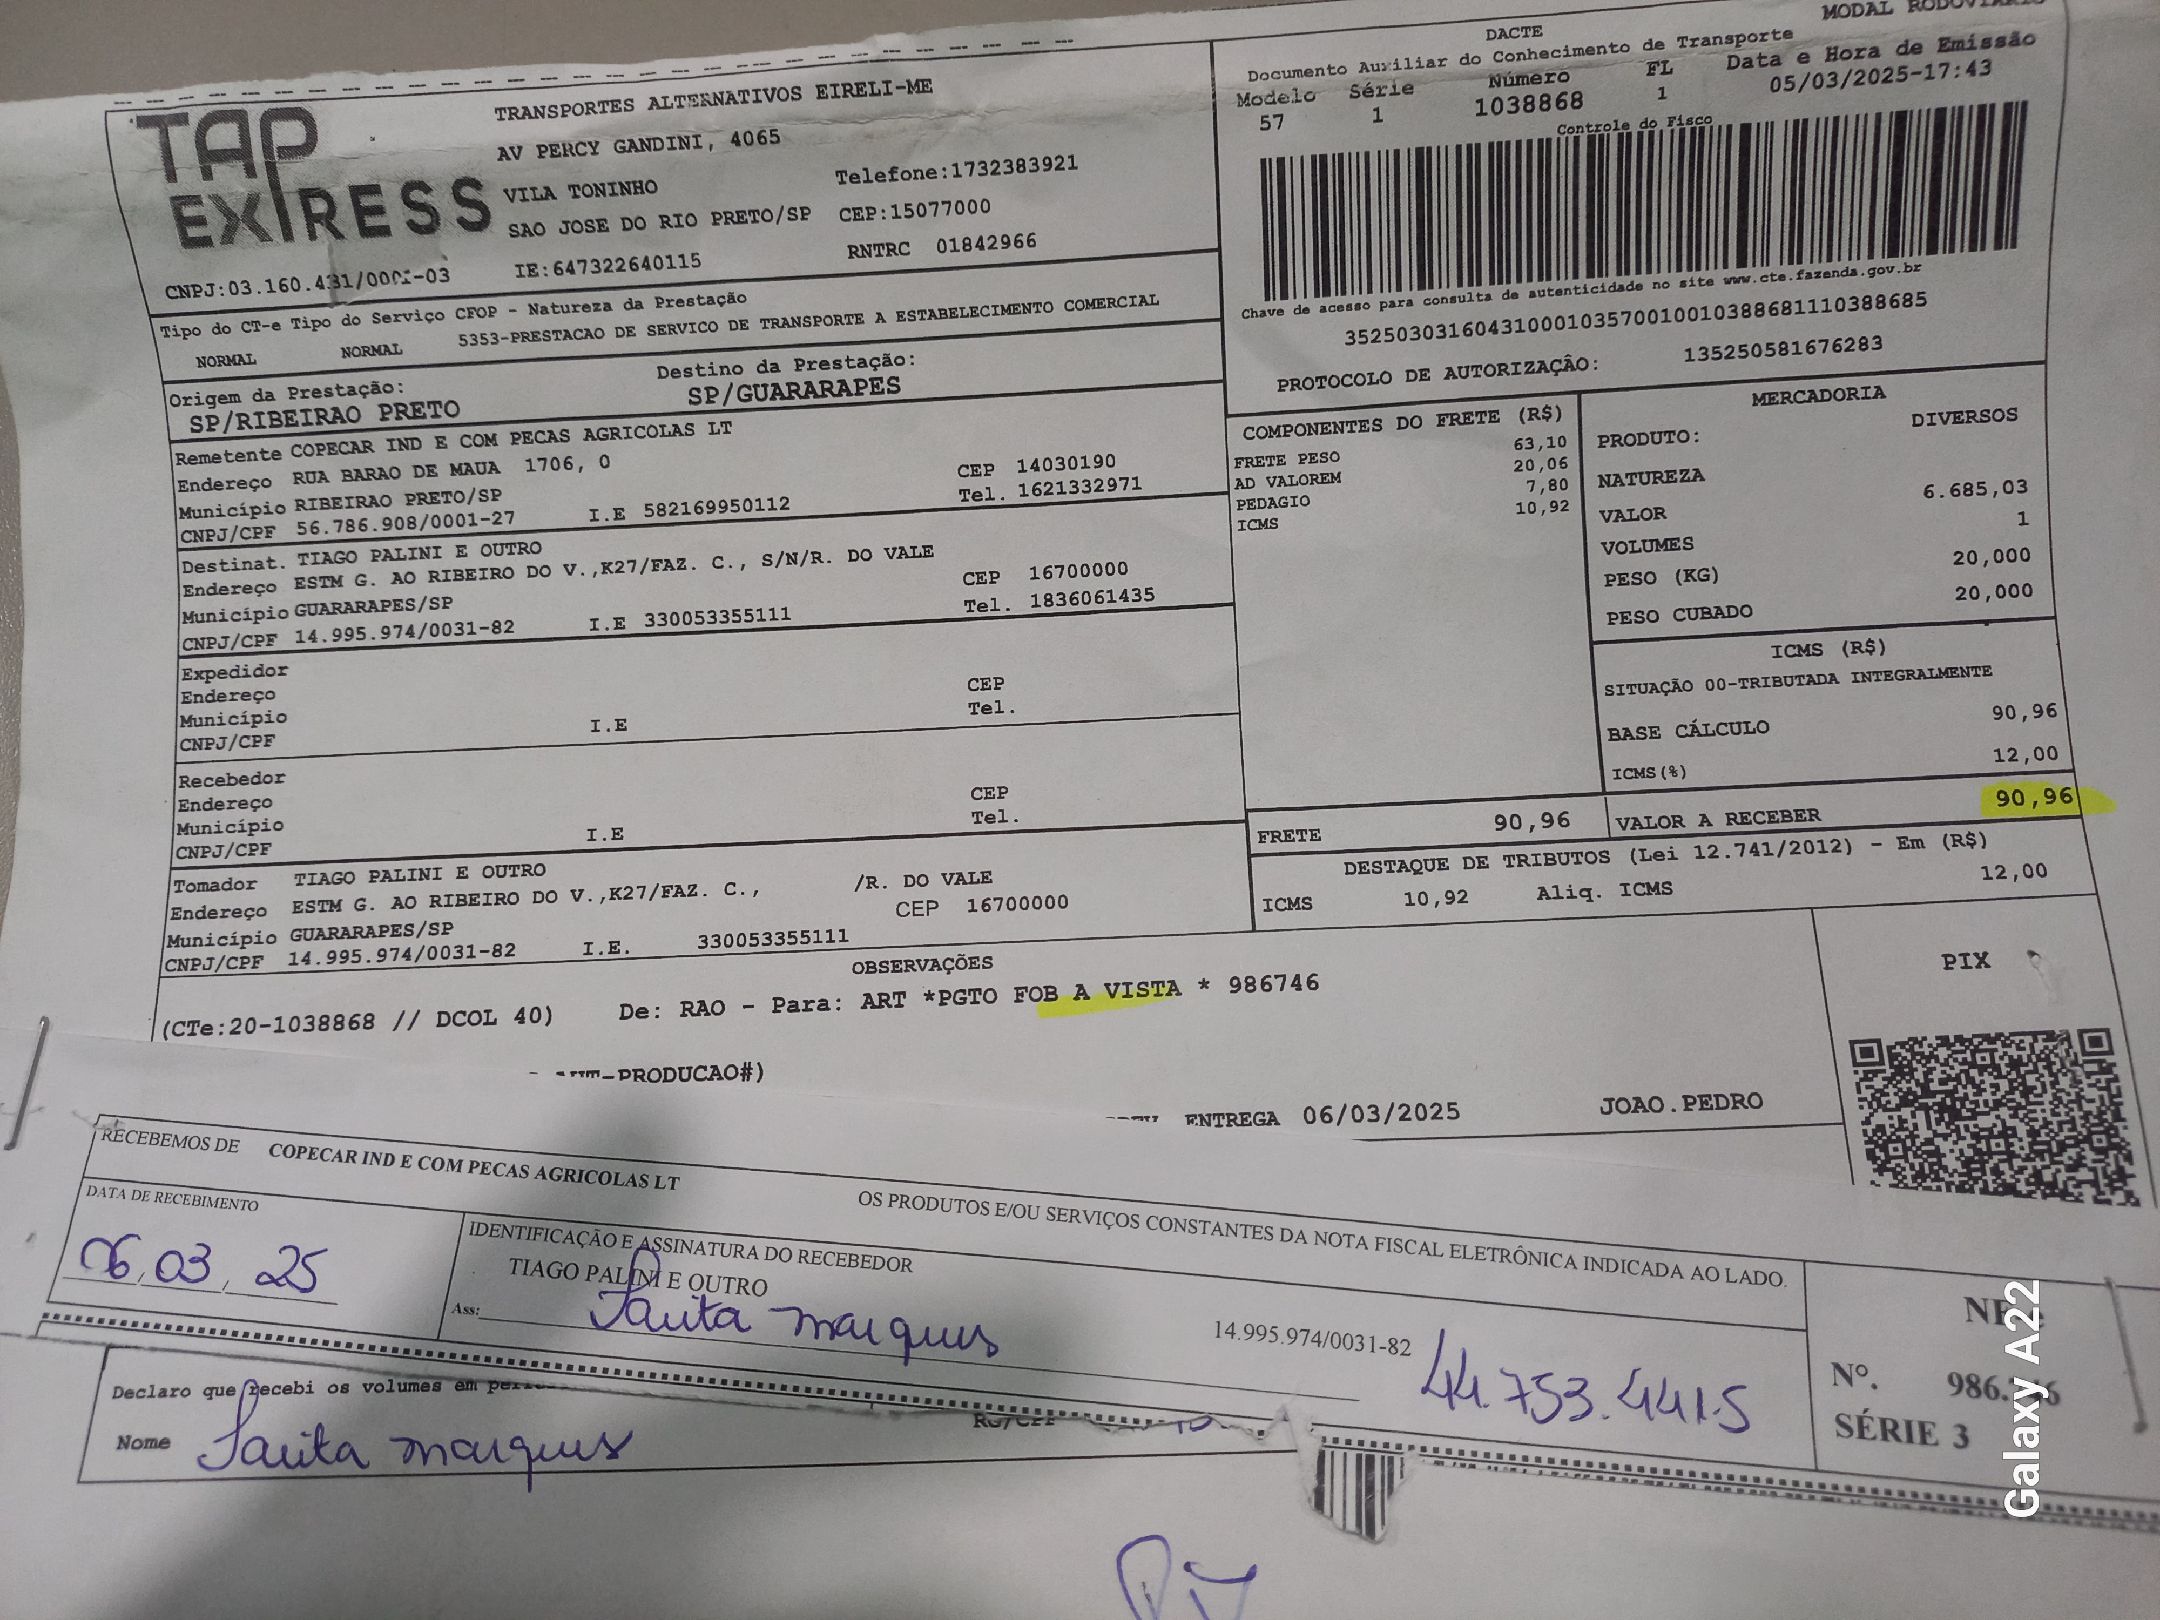 MODAL RODOVIARIO
TAP EXPRESS
TRANSPORTES ALTERNATIVOS EIRELI-ME
AV PERCY GANDINI, 4065
VILA TONINHO Telefone:1732383921
SAO JOSE DO RIO PRETO/SP CEP:15077000
CNPJ:03.160.431/0001-03 IE:647322640115 RNTRC 01842966
DACTE
Documento Auxiliar do Conhecimento de Transporte
Modelo Série Número FL Data e Hora de Emissão
57 1 1038868 1 05/03/2025-17:43
Controle do Fisco
Chave de acesso para consulta de autenticidade no site www.cte.fazenda.gov.br
35250303160431000103570010010388681110388685
PROTOCOLO DE AUTORIZAÇÃO: 135250581676283
Tipo do CT-e Tipo do Serviço CFOP - Natureza da Prestação
NORMAL NORMAL 5353-PRESTACAO DE SERVICO DE TRANSPORTE A ESTABELECIMENTO COMERCIAL
Origem da Prestação: Destino da Prestação:
SP/RIBEIRAO PRETO SP/GUARARAPES
Remetente COPECAR IND E COM PECAS AGRICOLAS LT
Endereço RUA BARAO DE MAUA 1706, 0 CEP 14030190
Município RIBEIRAO PRETO/SP Tel. 1621332971
CNPJ/CPF 56.786.908/0001-27 I.E 582169950112
Destinat. TIAGO PALINI E OUTRO
Endereço ESTM G. AO RIBEIRO DO V.,K27/FAZ. C., S/N/R. DO VALE
Município GUARARAPES/SP CEP 16700000
CNPJ/CPF 14.995.974/0031-82 I.E 330053355111 Tel. 1836061435
Expedidor
Endereço CEP
Município Tel.
CNPJ/CPF I.E
Recebedor
Endereço CEP
Município Tel.
CNPJ/CPF I.E
Tomador TIAGO PALINI E OUTRO
Endereço ESTM G. AO RIBEIRO DO V.,K27/FAZ. C., /R. DO VALE
Município GUARARAPES/SP CEP 16700000
CNPJ/CPF 14.995.974/0031-82 I.E. 330053355111
COMPONENTES DO FRETE (R$)
FRETE PESO 63,10
AD VALOREM 20,06
PEDAGIO 7,80
ICMS 10,92
MERCADORIA
PRODUTO: DIVERSOS
NATUREZA
VALOR 6.685,03
VOLUMES 1
PESO (KG) 20,000
PESO CUBADO 20,000
ICMS (R$)
SITUAÇÃO 00-TRIBUTADA INTEGRALMENTE
BASE CÁLCULO 90,96
ICMS(%) 12,00
FRETE 90,96 VALOR A RECEBER 90,96
DESTAQUE DE TRIBUTOS (Lei 12.741/2012) - Em (R$)
ICMS 10,92 Aliq. ICMS 12,00
OBSERVAÇÕES
(CTe:20-1038868 // DCOL 40) De: RAO - Para: ART *PGTO FOB A VISTA * 986746
PIX
-PRODUCAO#)
ENTREGA 06/03/2025 JOAO.PEDRO
RECEBEMOS DE COPECAR IND E COM PECAS AGRICOLAS LT OS PRODUTOS E/OU SERVIÇOS CONSTANTES DA NOTA FISCAL ELETRÔNICA INDICADA AO LADO.
DATA DE RECEBIMENTO
06.03.25
IDENTIFICAÇÃO E ASSINATURA DO RECEBEDOR
TIAGO PALINI E OUTRO
Ass: marques 14.995.974/0031-82 44.753.441.5
Nº.
SÉRIE 3
Declaro que recebi os volumes em
Nome marques RG/CPF
Galaxy A22